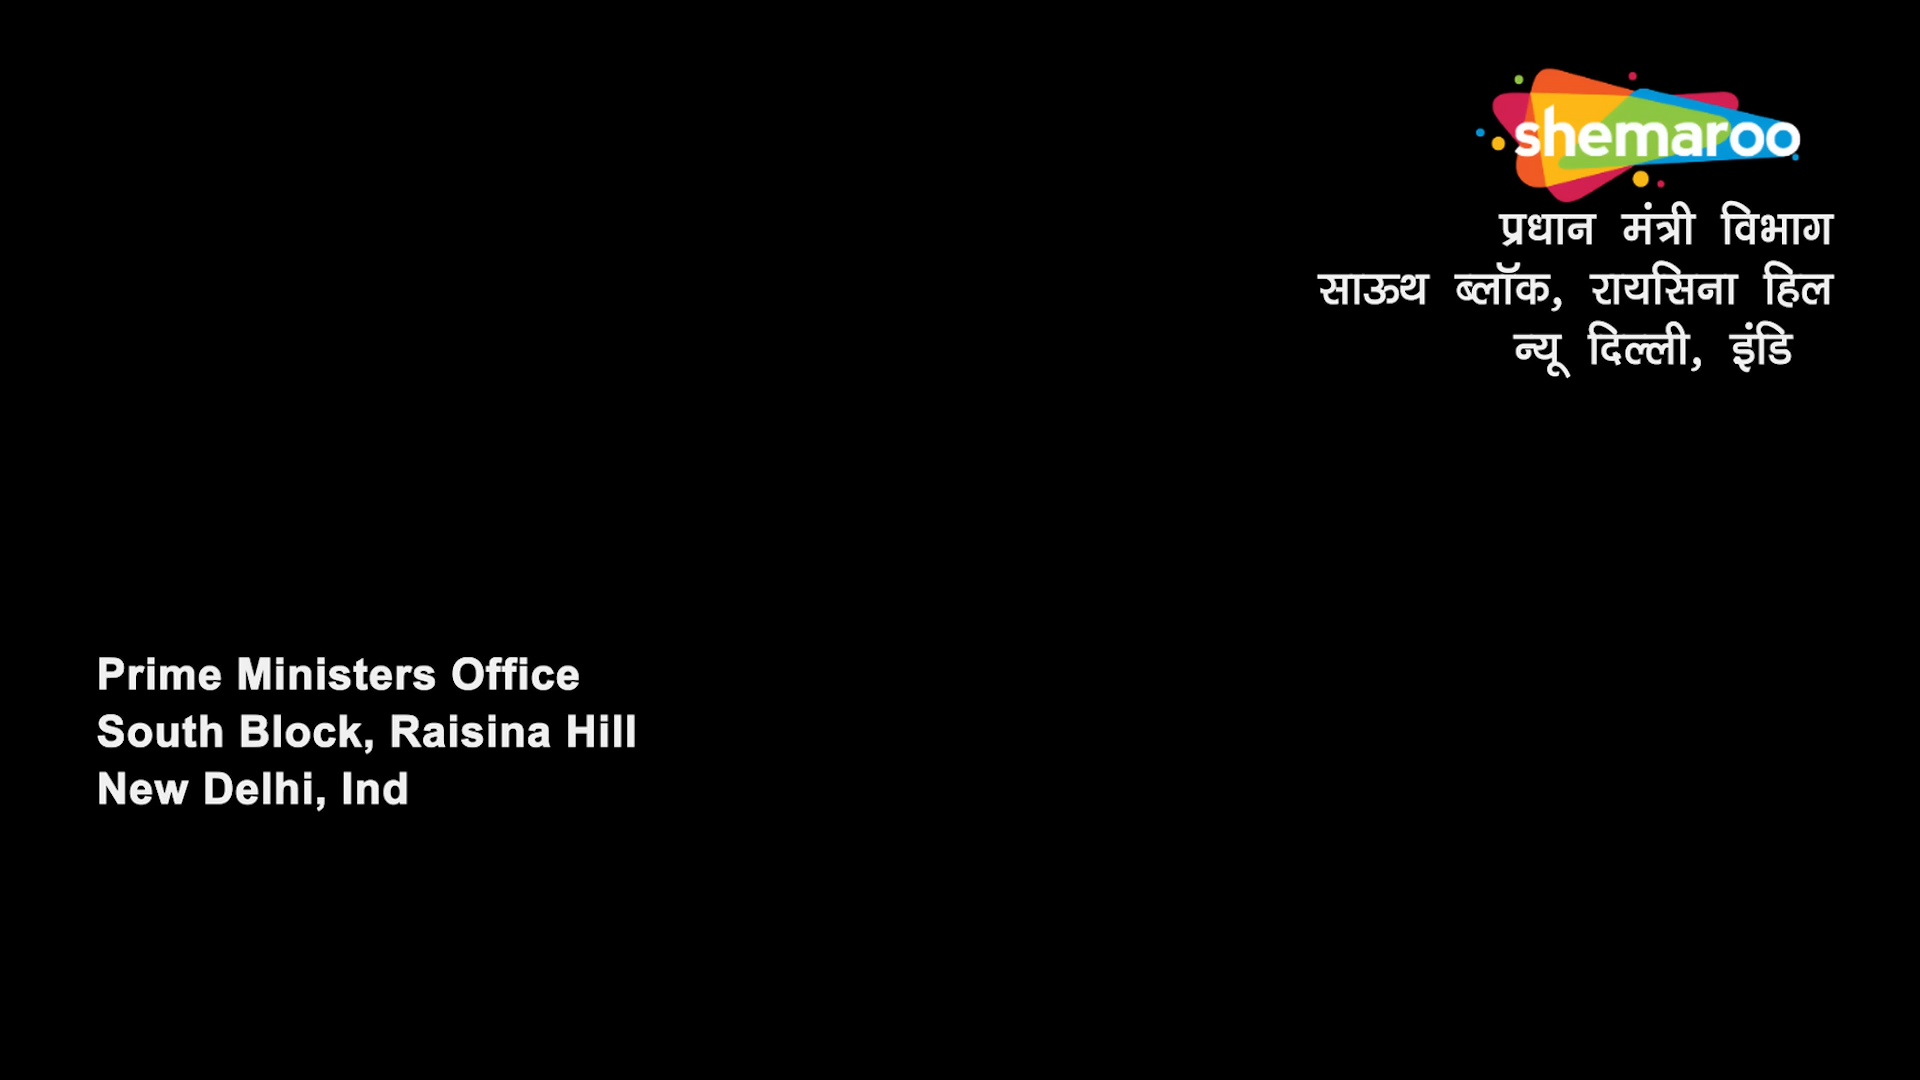 shemaroo
प्रधान मंत्री विभाग
साऊथ ब्लॉक, रायसिना हिल
न्यू दिल्ली, इंडि
Prime Ministers Office
South Block, Raisina Hill
New Delhi, Ind